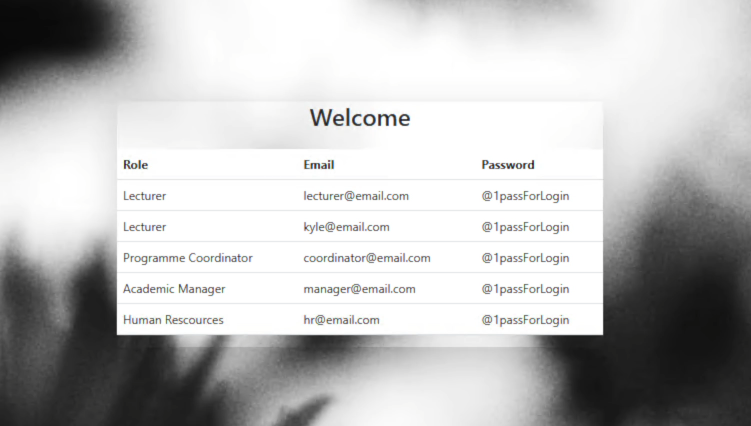 Welcome
Role Email Password
Lecturer lecturer@email.com @1passForLogin
Lecturer kyle@email.com @1passForLogin
Programme Coordinator coordinator@email.com @1passForLogin
Academic Manager manager@email.com @1passForLogin
Human Rescources hr@email.com @1passForLogin